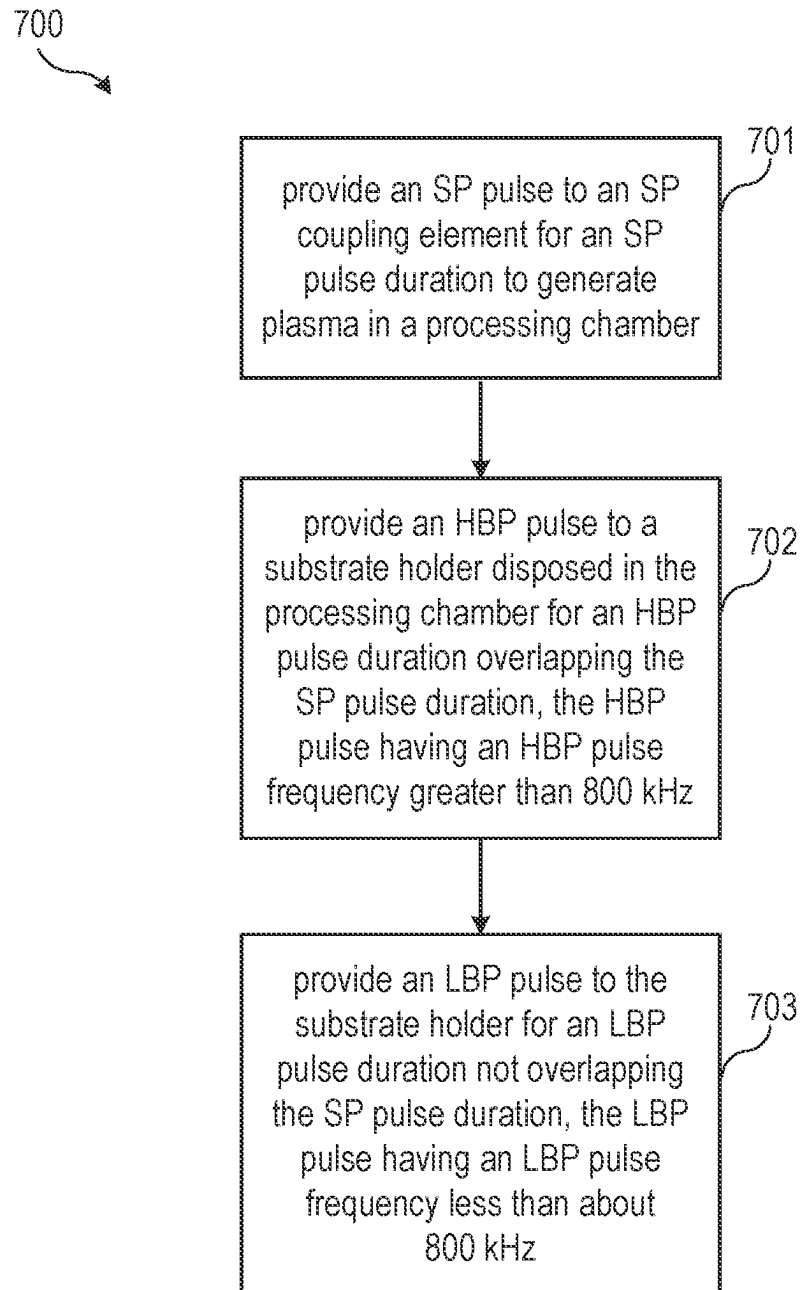 700
701
provide an SP pulse to an SP
coupling element for an SP
pulse duration to generate
plasma in a processing chamber
702
provide an HBP pulse to a
substrate holder disposed in the
processing chamber for an HBP
pulse duration overlapping the
SP pulse duration, the HBP
pulse having an HBP pulse
frequency greater than 800 kHz
703
provide an LBP pulse to the
substrate holder for an LBP
pulse duration not overlapping
the SP pulse duration, the LBP
pulse having an LBP pulse
frequency less than about
800 kHz